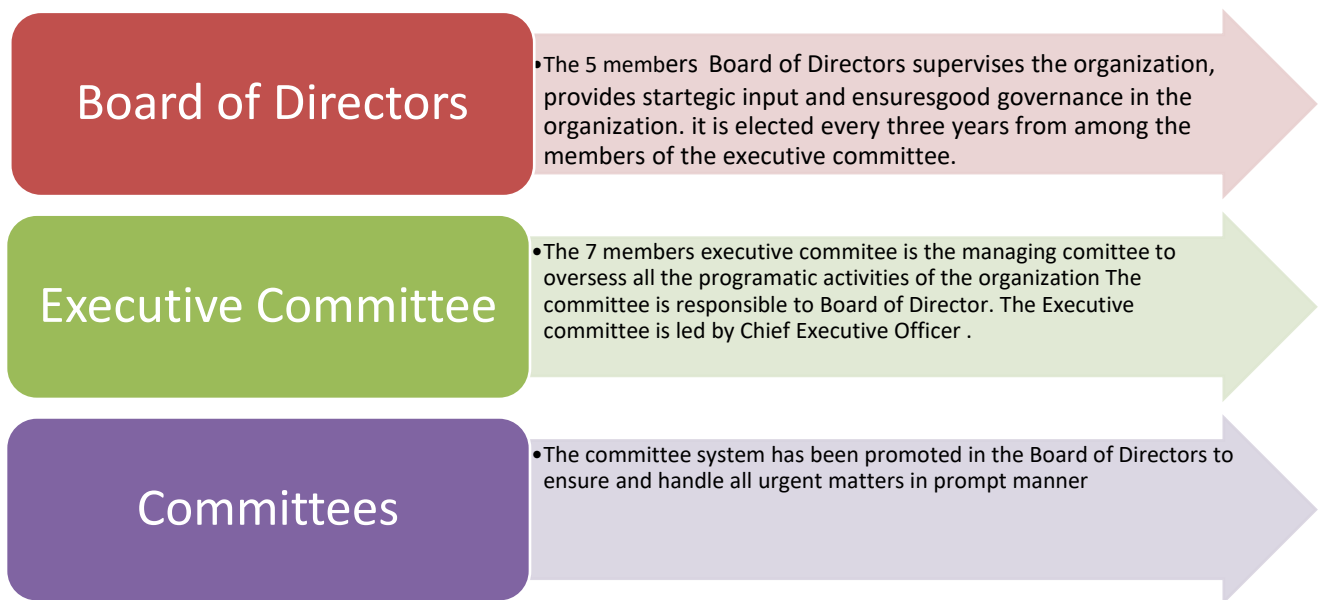 Board of Directors
•The 5 members Board of Directors supervises the organization,
provides startegic input and ensuresgood governance in the
organization. it is elected every three years from among the
members of the executive committee.
Executive Committee
•The 7 members executive commitee is the managing comittee to
oversess all the programatic activities of the organization The
committee is responsible to Board of Director. The Executive
committee is led by Chief Executive Officer .
Committees
•The committee system has been promoted in the Board of Directors to
ensure and handle all urgent matters in prompt manner